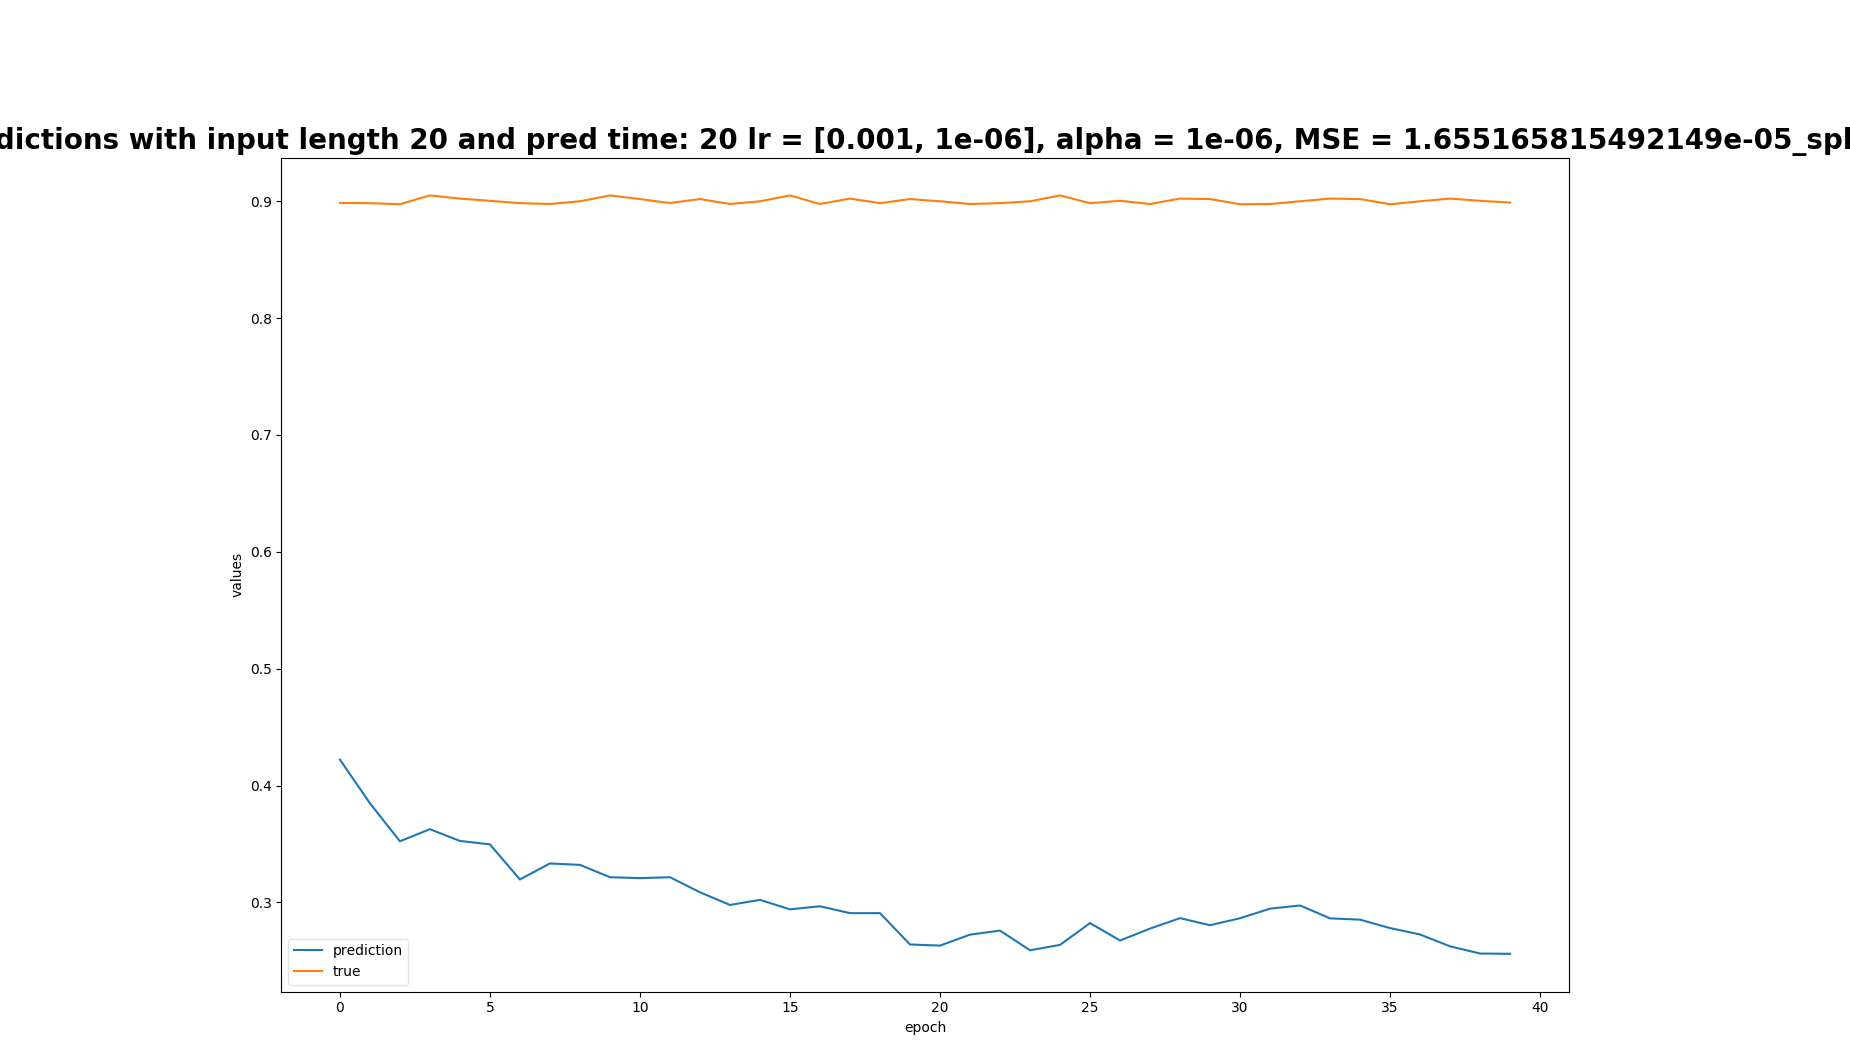 dictions with input length 20 and pred time: 20 lr = [0.001, 1e-06], alpha = 1e-06, MSE = 1.655165815492149e-05_spl
0.9
0.8
0.7
0.6
0.5
0.4
0.3
values
prediction
true
0 5 10 15 20 25 30 35 40
epoch